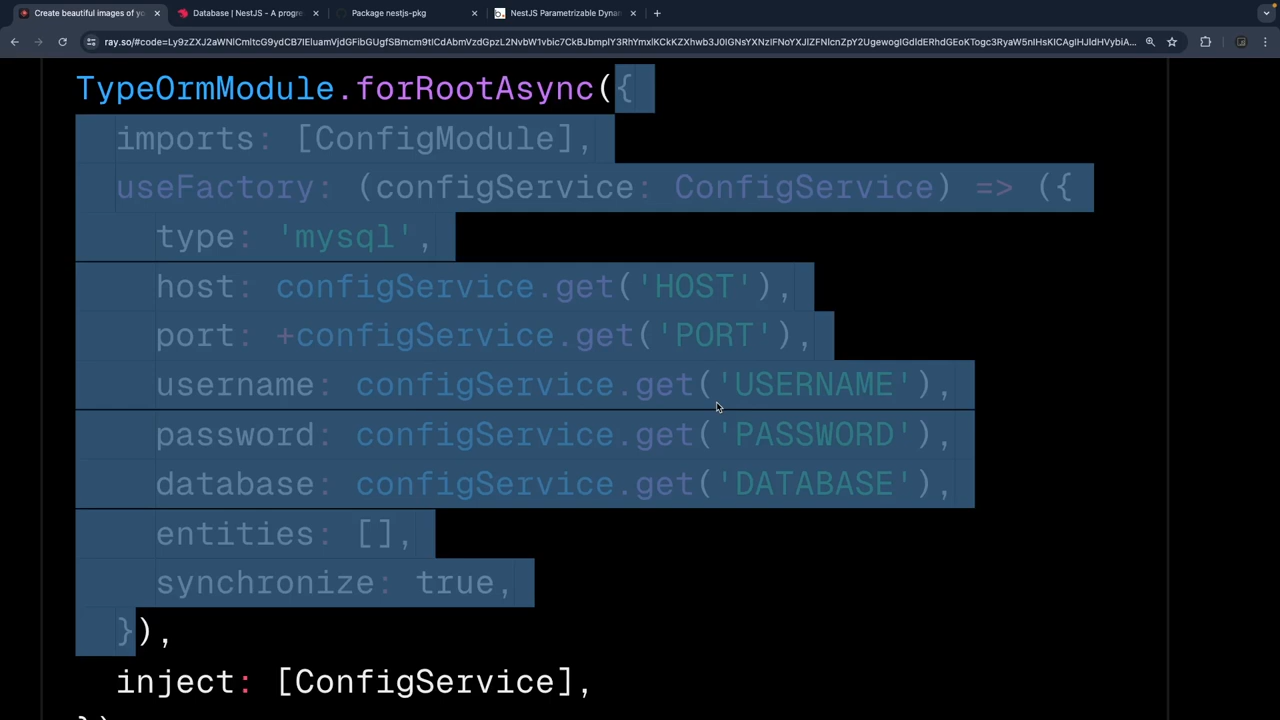 Create beautiful images of yo
Database | NestJS - A progre
Package nestjs-pkg
NestJS Parametrizable Dynam
TypeOrmModule.forRootAsync({
imports: [ConfigModule],
useFactory: (configService: ConfigService) => ({
type: 'mysql',
host: configService.get('HOST'),
port: +configService.get('PORT'),
username: configService.get('USERNAME'),
password: configService.get('PASSWORD'),
database: configService.get('DATABASE'),
entities: [],
synchronize: true,
}),
inject: [ConfigService],
})